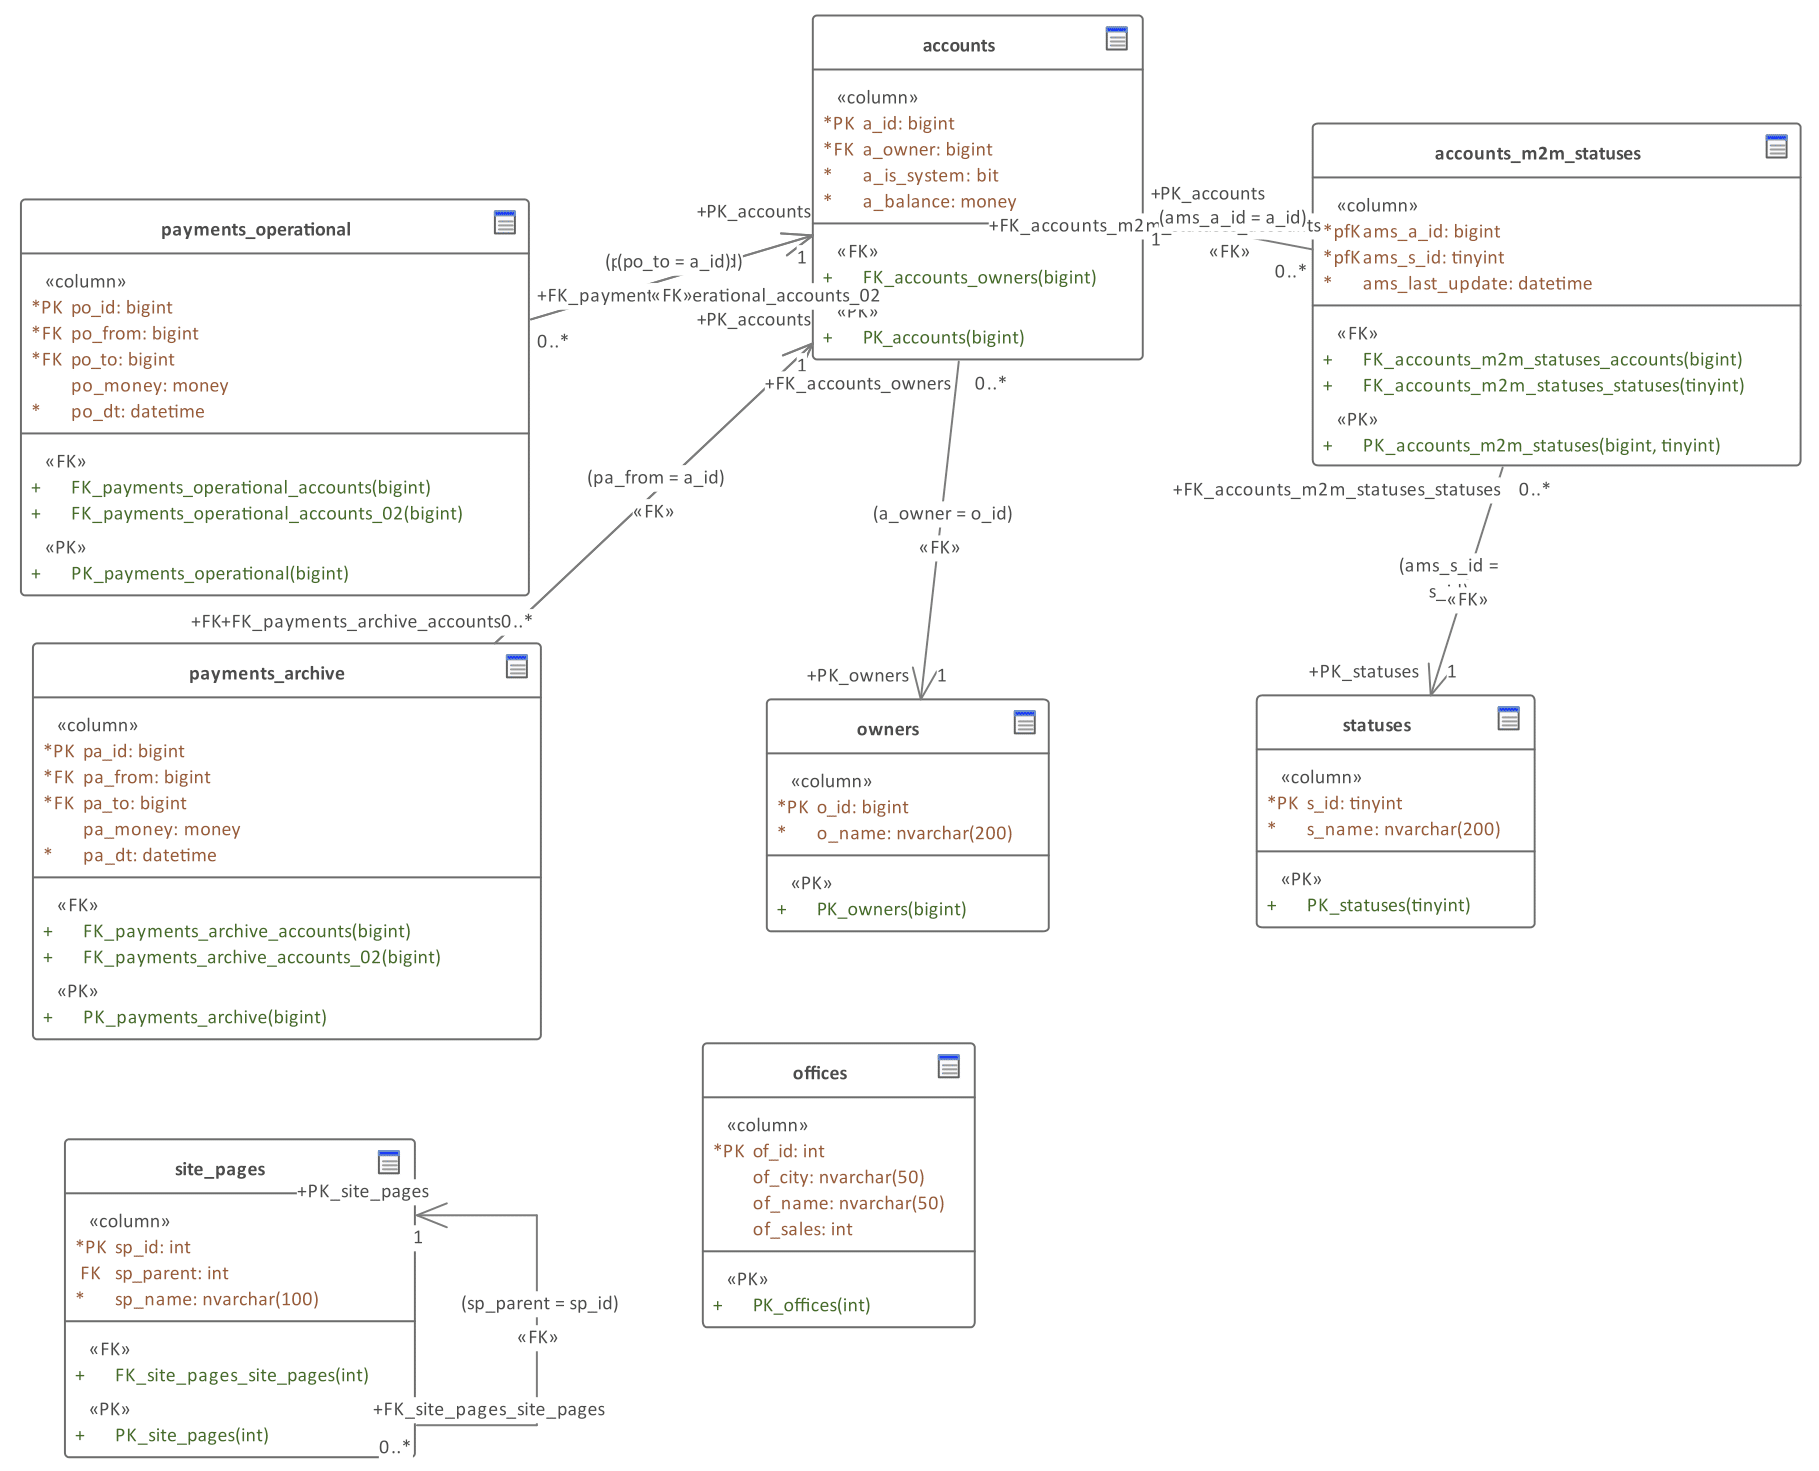 accounts
«column»
*PK a_id: bigint
*FK a_owner: bigint
* a_is_system: bit
* a_balance: money
«FK»
+ FK_accounts_owners(bigint)
«PK»
+ PK_accounts(bigint)
accounts_m2m_statuses
«column»
*pfK ams_a_id: bigint
*pfK ams_s_id: tinyint
* ams_last_update: datetime
«FK»
+ FK_accounts_m2m_statuses_accounts(bigint)
+ FK_accounts_m2m_statuses_statuses(tinyint)
«PK»
+ PK_accounts_m2m_statuses(bigint, tinyint)
+PK_accounts
(ams_a_id = a_id)
1
«FK»
0..*
payments_operational
«column»
*PK po_id: bigint
*FK po_from: bigint
*FK po_to: bigint
po_money: money
* po_dt: datetime
«FK»
+ FK_payments_operational_accounts(bigint)
+ FK_payments_operational_accounts_02(bigint)
«PK»
+ PK_payments_operational(bigint)
+PK_accounts
1
(po_to = a_id)
«FK»
0..*
+PK_accounts
1
(pa_from = a_id)
«FK»
+FK+FK_payments_archive_accounts
0..*
+FK_accounts_owners
0..*
(a_owner = o_id)
«FK»
+PK_owners
1
+FK_accounts_m2m_statuses_statuses
0..*
(ams_s_id =
«FK»
+PK_statuses
1
payments_archive
«column»
*PK pa_id: bigint
*FK pa_from: bigint
*FK pa_to: bigint
pa_money: money
* pa_dt: datetime
«FK»
+ FK_payments_archive_accounts(bigint)
+ FK_payments_archive_accounts_02(bigint)
«PK»
+ PK_payments_archive(bigint)
owners
«column»
*PK o_id: bigint
* o_name: nvarchar(200)
«PK»
+ PK_owners(bigint)
statuses
«column»
*PK s_id: tinyint
* s_name: nvarchar(200)
«PK»
+ PK_statuses(tinyint)
offices
«column»
*PK of_id: int
of_city: nvarchar(50)
of_name: nvarchar(50)
of_sales: int
«PK»
+ PK_offices(int)
site_pages
«column»
*PK sp_id: int
FK sp_parent: int
* sp_name: nvarchar(100)
«FK»
+ FK_site_pages_site_pages(int)
«PK»
+ PK_site_pages(int)
+PK_site_pages
1
(sp_parent = sp_id)
«FK»
+FK_site_pages_site_pages
0..*